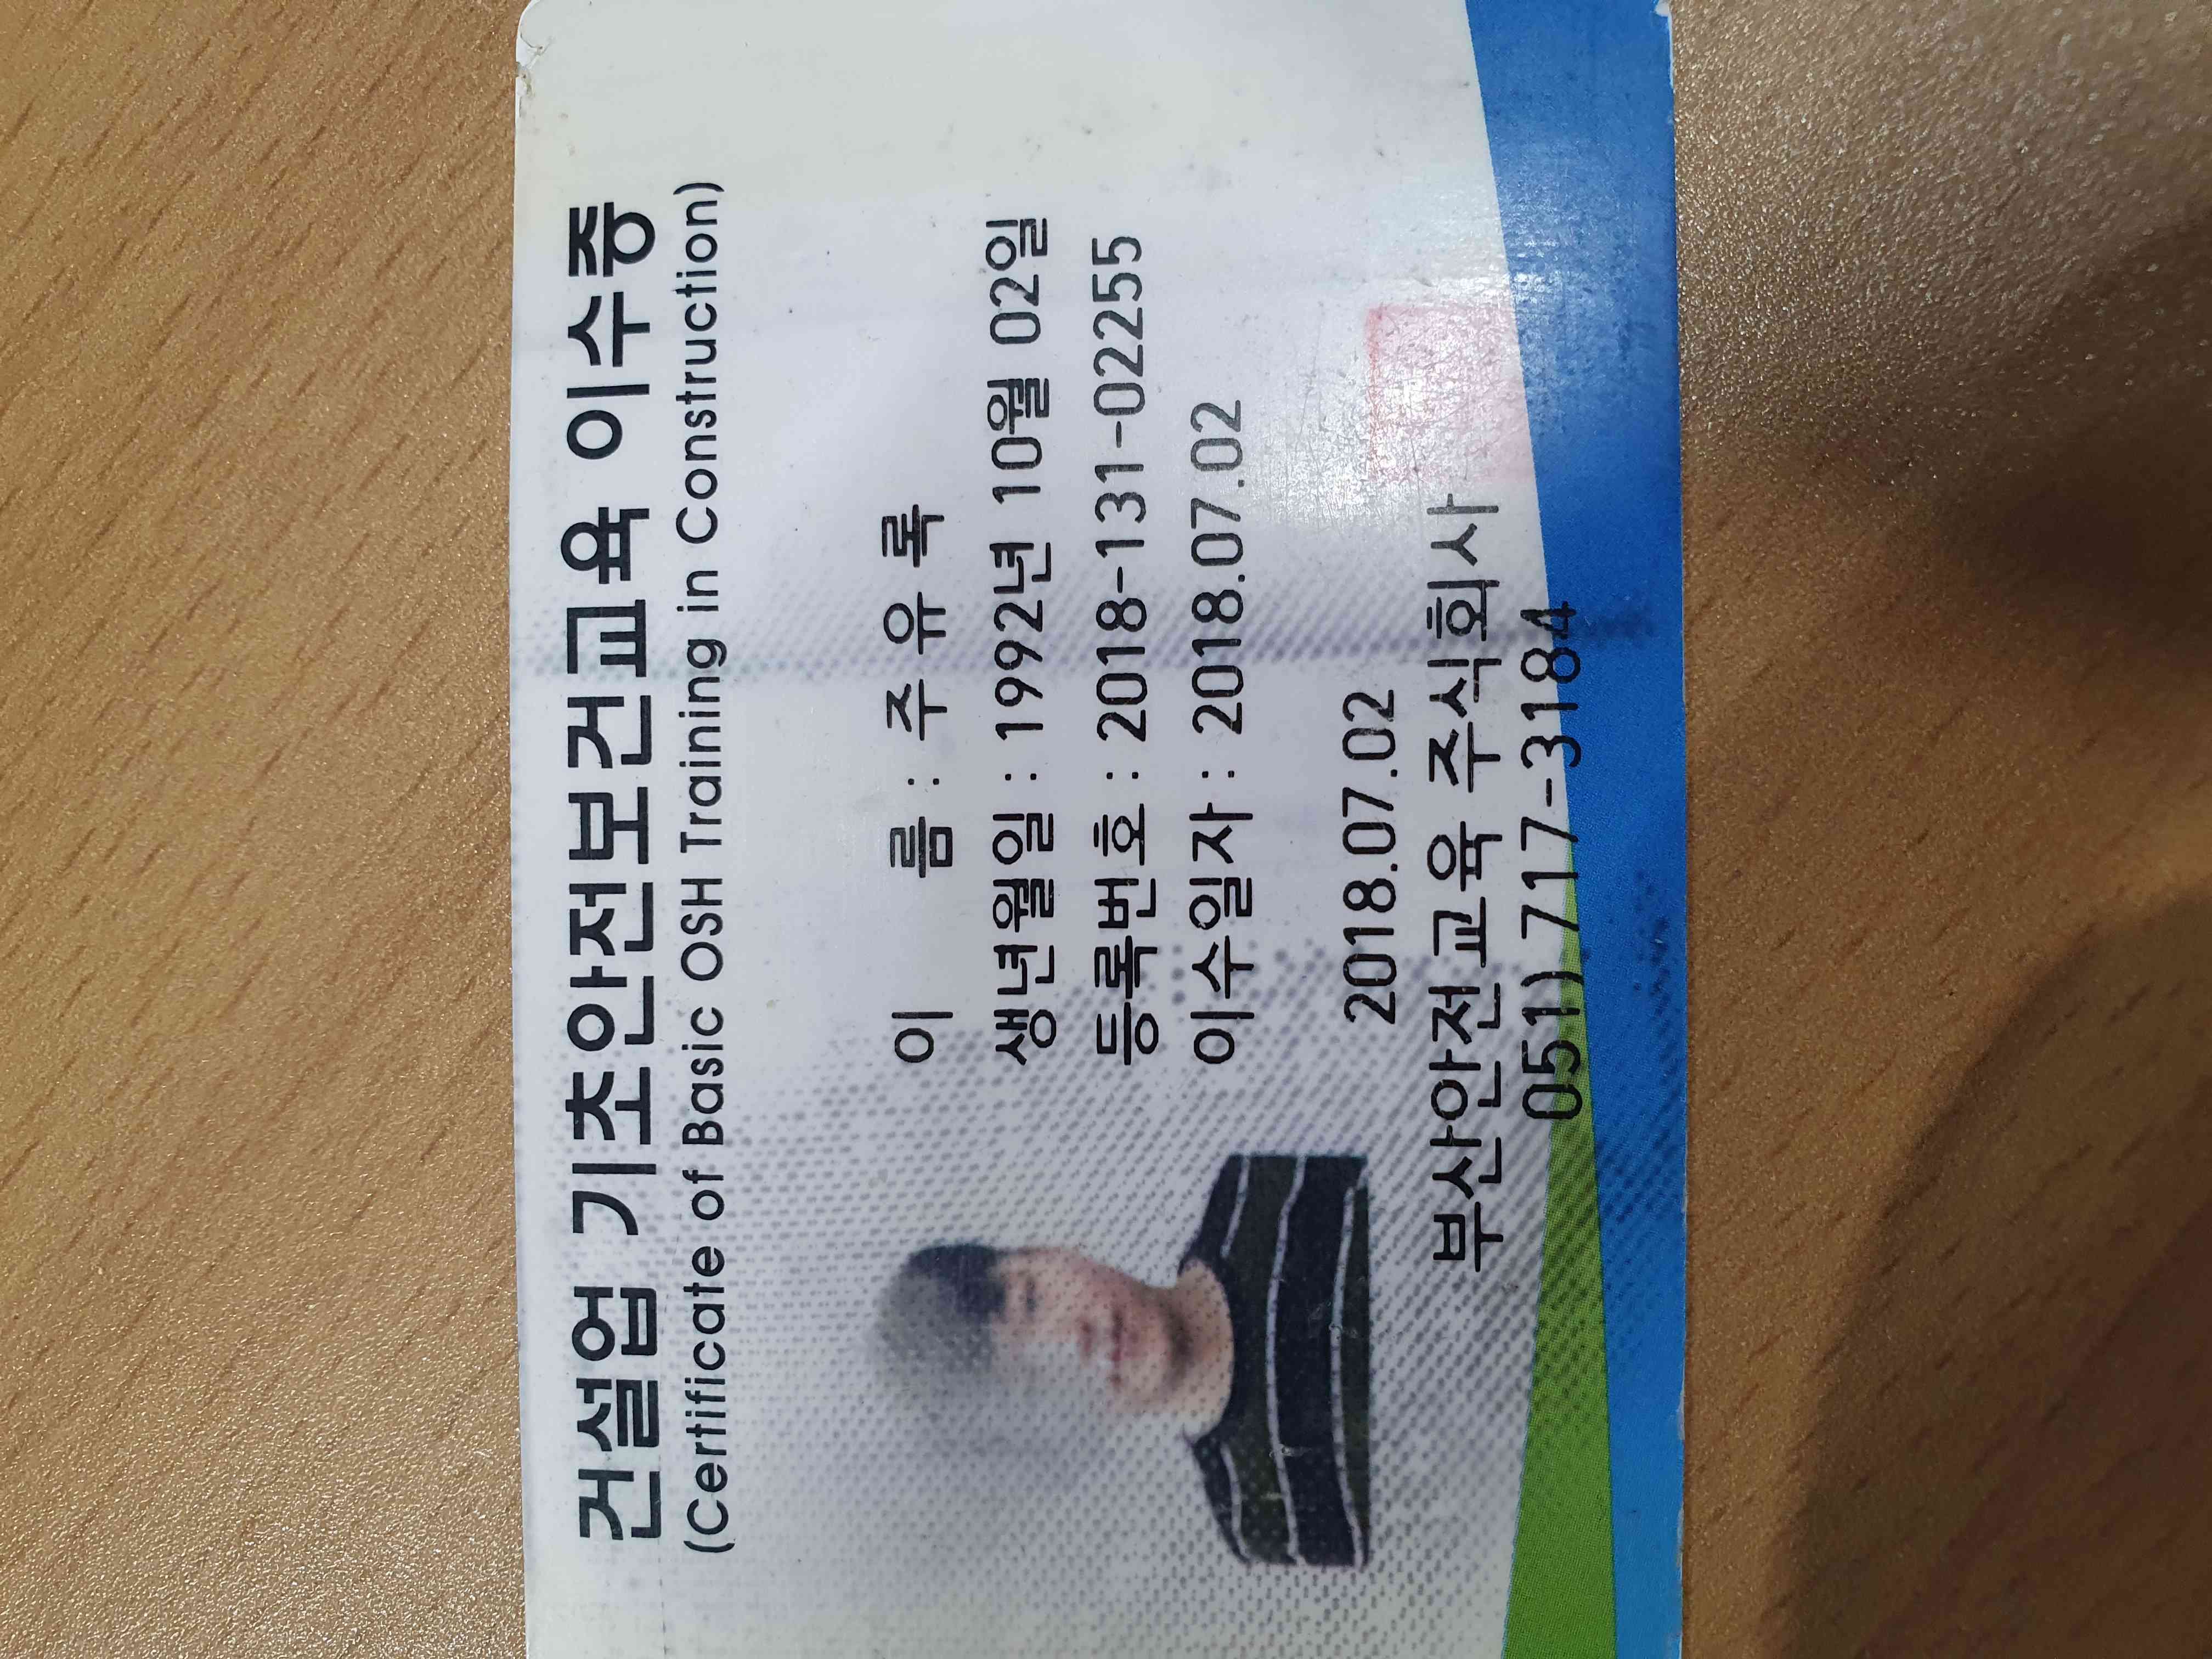 건설업 기초안전보건교육 이수증
(Certificate of Basic OSH Training in Construction)
이 름 : 주유록
생년월일 : 1992년 10월 02일
등록번호 : 2018-131-02255
이수일자 : 2018.07.02
2018.07.02
부산안전교육 주식회사
051) 717-3184